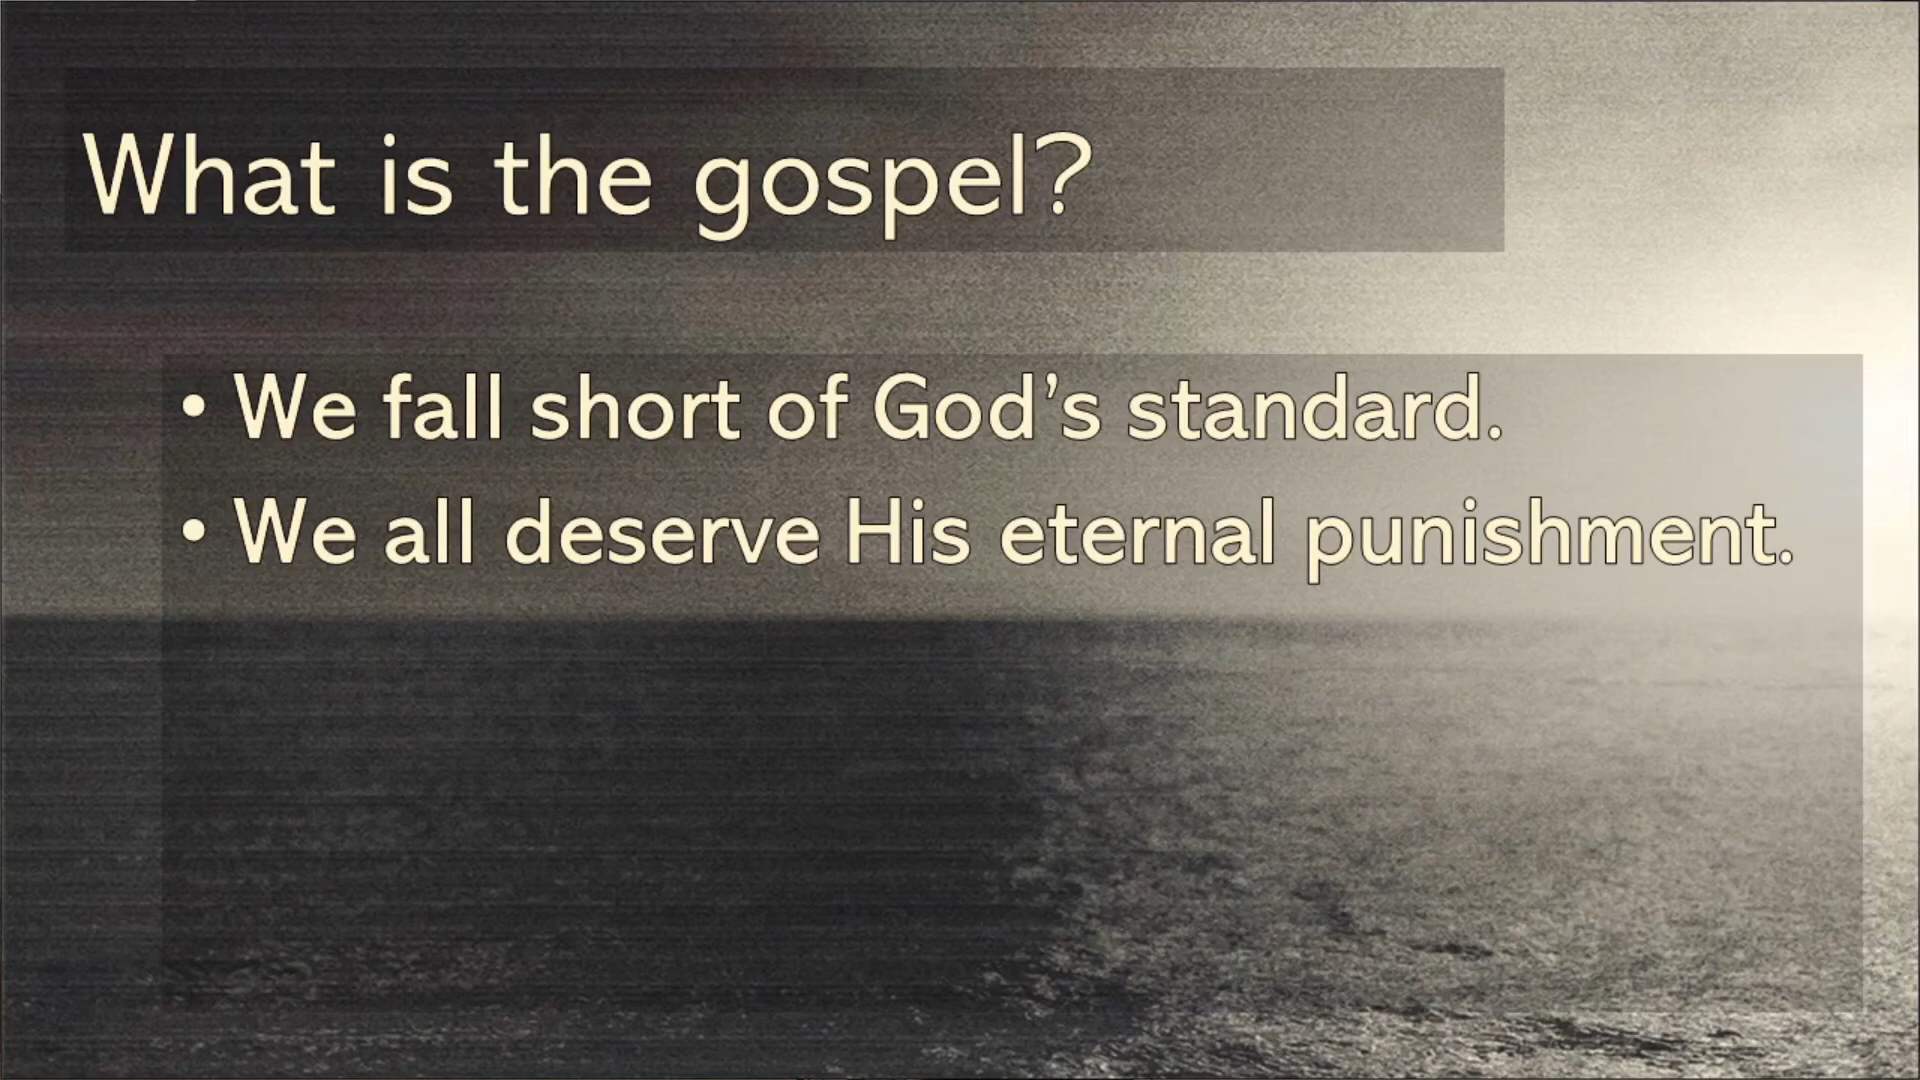 What is the gospel?
• We fall short of God’s standard.
• We all deserve His eternal punishment.